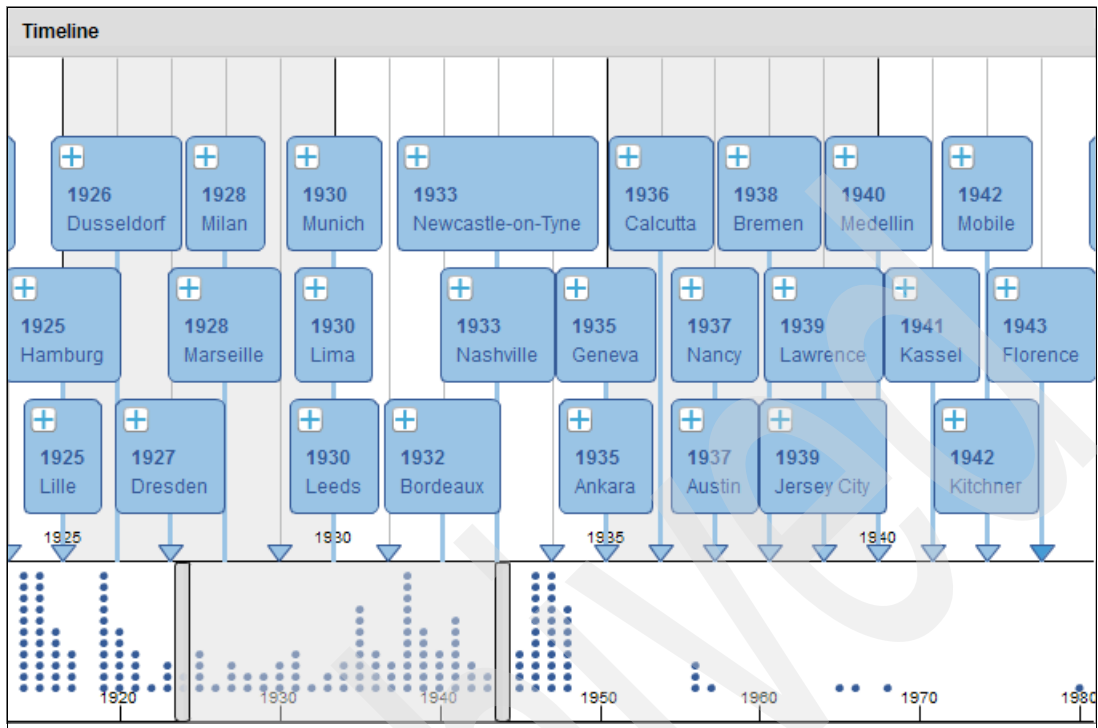 Timeline
1926
Dusseldorf
1928
Milan
1930
Munich
1933
Newcastle-on-Tyne
1936
Calcutta
1938
Bremen
1940
Medellin
1942
Mobile
1925
Hamburg
1928
Marseille
1930
Lima
1933
Nashville
1935
Geneva
1937
Nancy
1939
Lawrence
1941
Kassel
1943
Florence
1925
Lille
1927
Dresden
1930
Leeds
1932
Bordeaux
1935
Ankara
1937
Austin
1939
Jersey City
1942
Kitchner
1925 1930 1935 1940
1920 1930 1940 1950 1960 1970 1980